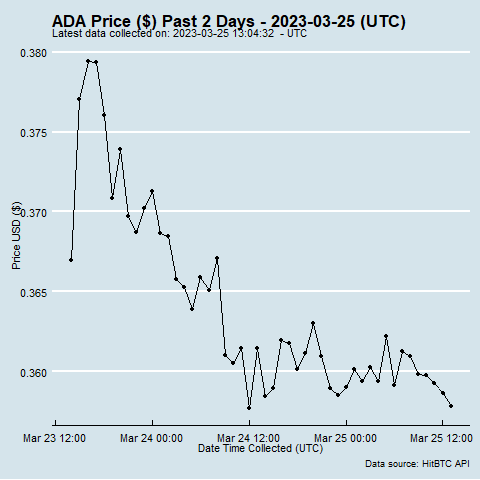 ADA Price ($) Past 2 Days - 2023-03-25 (UTC)
Latest data collected on: 2023-03-25 13:04:32 - UTC
0.380
0.375
0.370
0.365
0.360
Price USD ($)
Mar 23 12:00 Mar 24 00:00 Mar 24 12:00 Mar 25 00:00 Mar 25 12:00
Date Time Collected (UTC)
Data source: HitBTC API